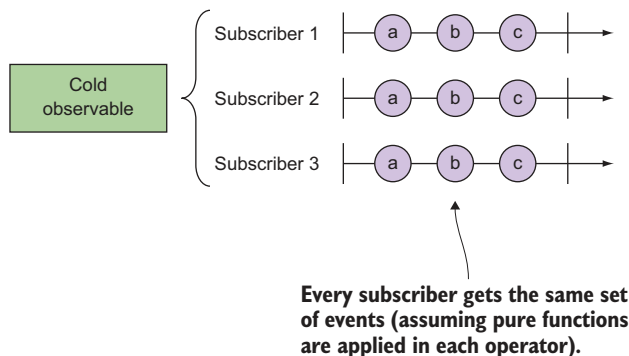 Cold
observable
Subscriber 1
a b c
Subscriber 2
a b c
Subscriber 3
a b c
Every subscriber gets the same set
of events (assuming pure functions
are applied in each operator).